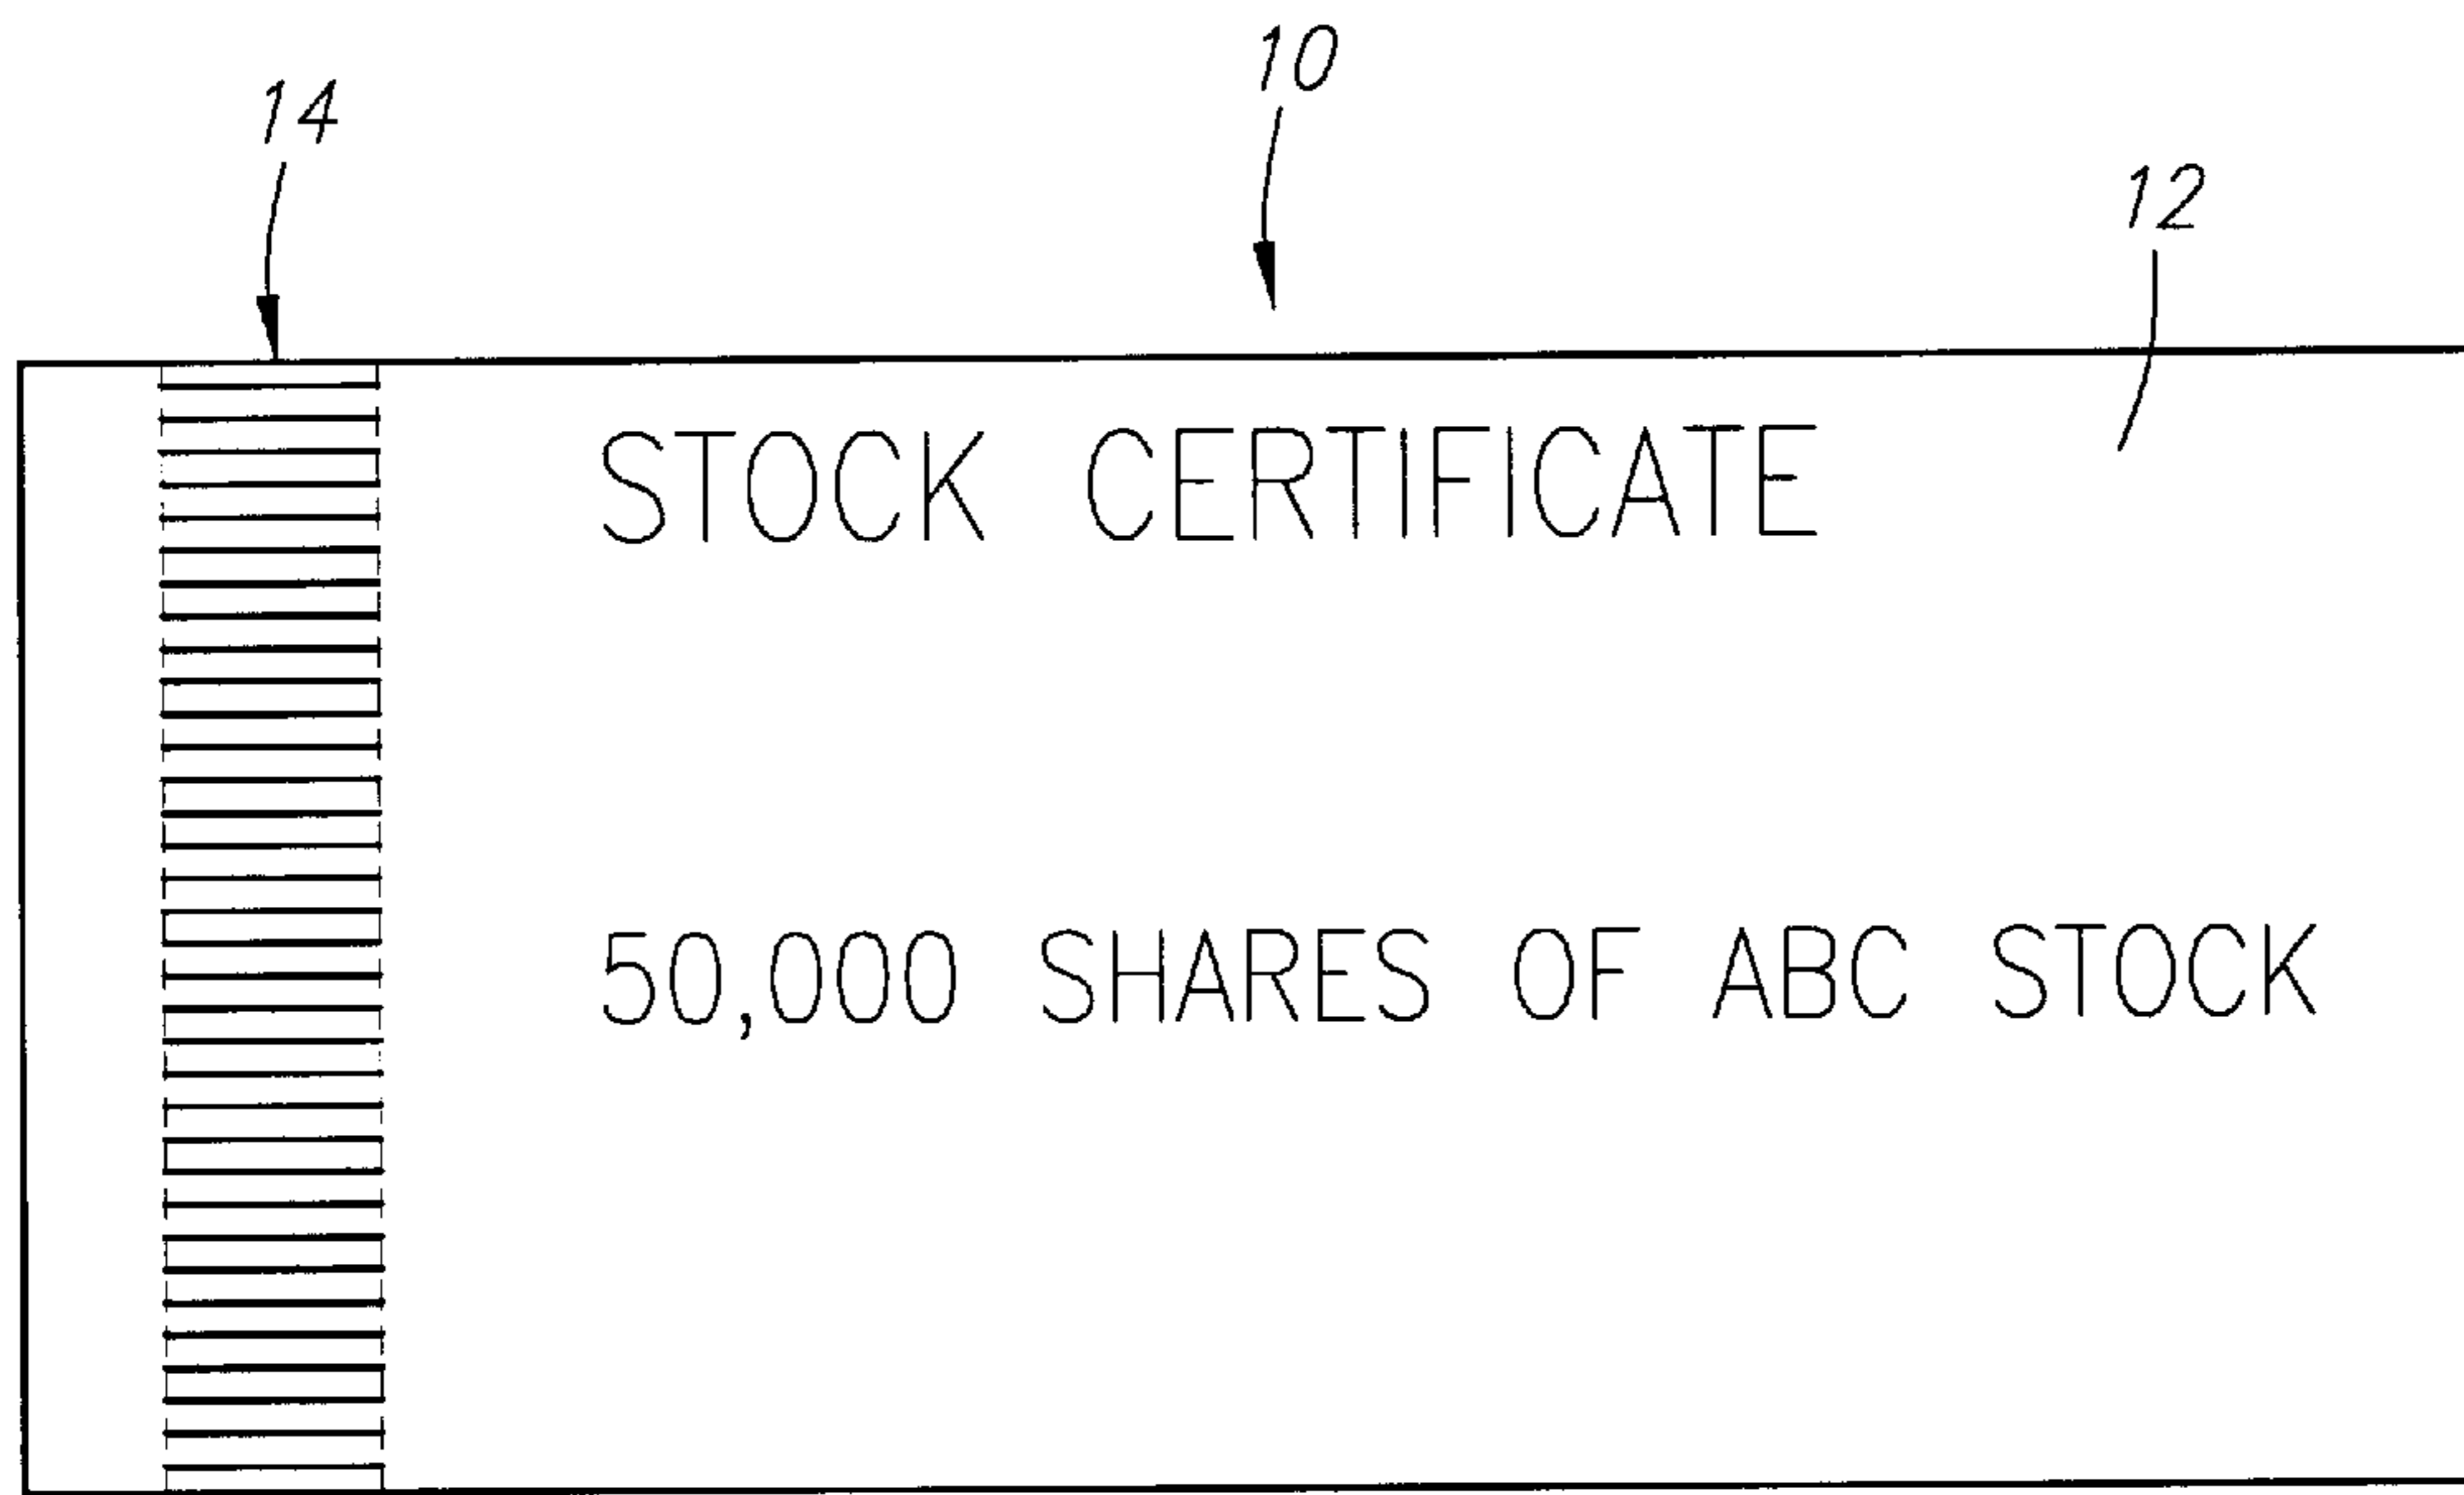 10
14
12
STOCK CERTIFICATE
50,000 SHARES OF ABC STOCK